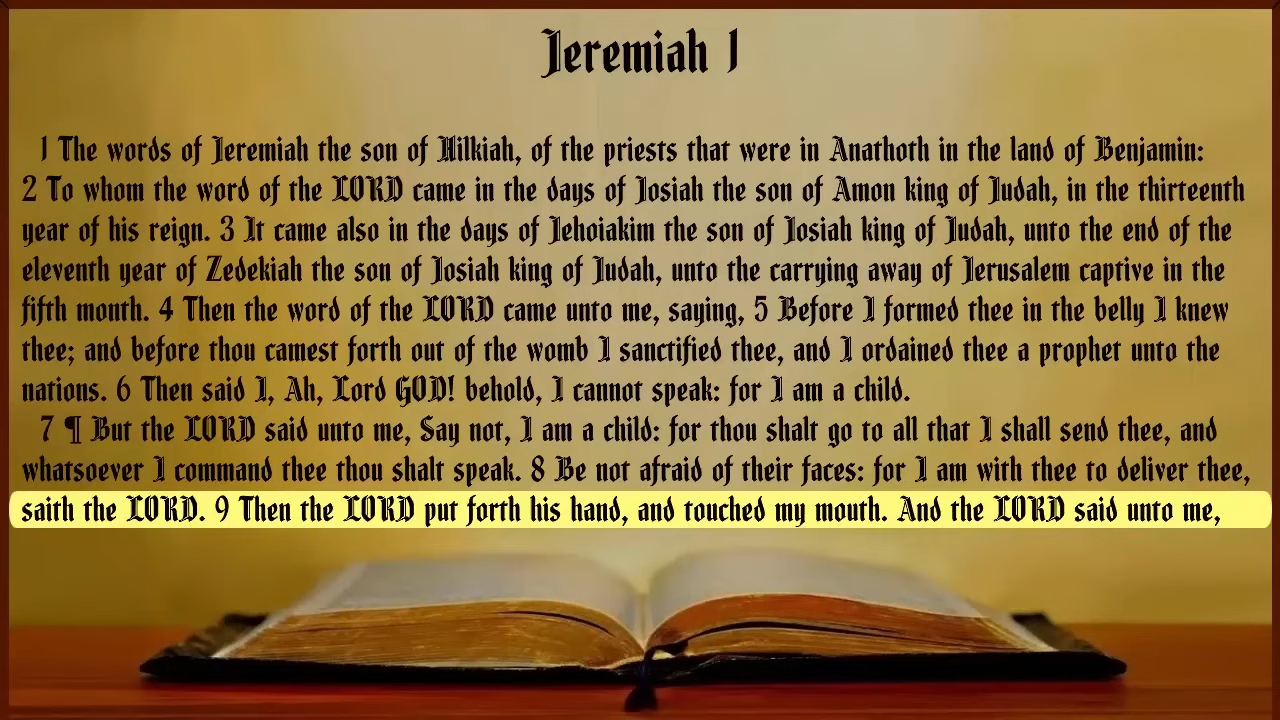 Jeremiah 1
1 The words of Jeremiah the son of Hilkiah, of the priests that were in Anathoth in the land of Benjamin:
2 To whom the word of the LORD came in the days of Josiah the son of Amon king of Judah, in the thirteenth
year of his reign. 3 It came also in the days of Jehoiakim the son of Josiah king of Judah, unto the end of the
eleventh year of Zedekiah the son of Josiah king of Judah, unto the carrying away of Jerusalem captive in the
fifth month. 4 Then the word of the LORD came unto me, saying, 5 Before I formed thee in the belly I knew
thee; and before thou camest forth out of the womb I sanctified thee, and I ordained thee a prophet unto the
nations. 6 Then said I, Ah, Lord GOD! behold, I cannot speak: for I am a child.
7 ¶ But the LORD said unto me, Say not, I am a child: for thou shalt go to all that I shall send thee, and
whatsoever I command thee thou shalt speak. 8 Be not afraid of their faces: for I am with thee to deliver thee,
saith the LORD. 9 Then the LORD put forth his hand, and touched my mouth. And the LORD said unto me,